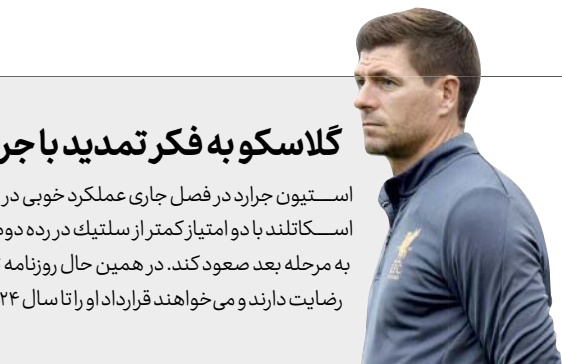 گلاسکو به فکر تمدید با
استیون جرارد در فصل جاری عملکرد خوبی در
اسکاتلند با دو امتیاز کمتر از سلتیك در رده
به مرحله بعد صعود کند. در همین حال روزنامه
رضایت دارند و می‌خواهند قرارداد او را تا سال